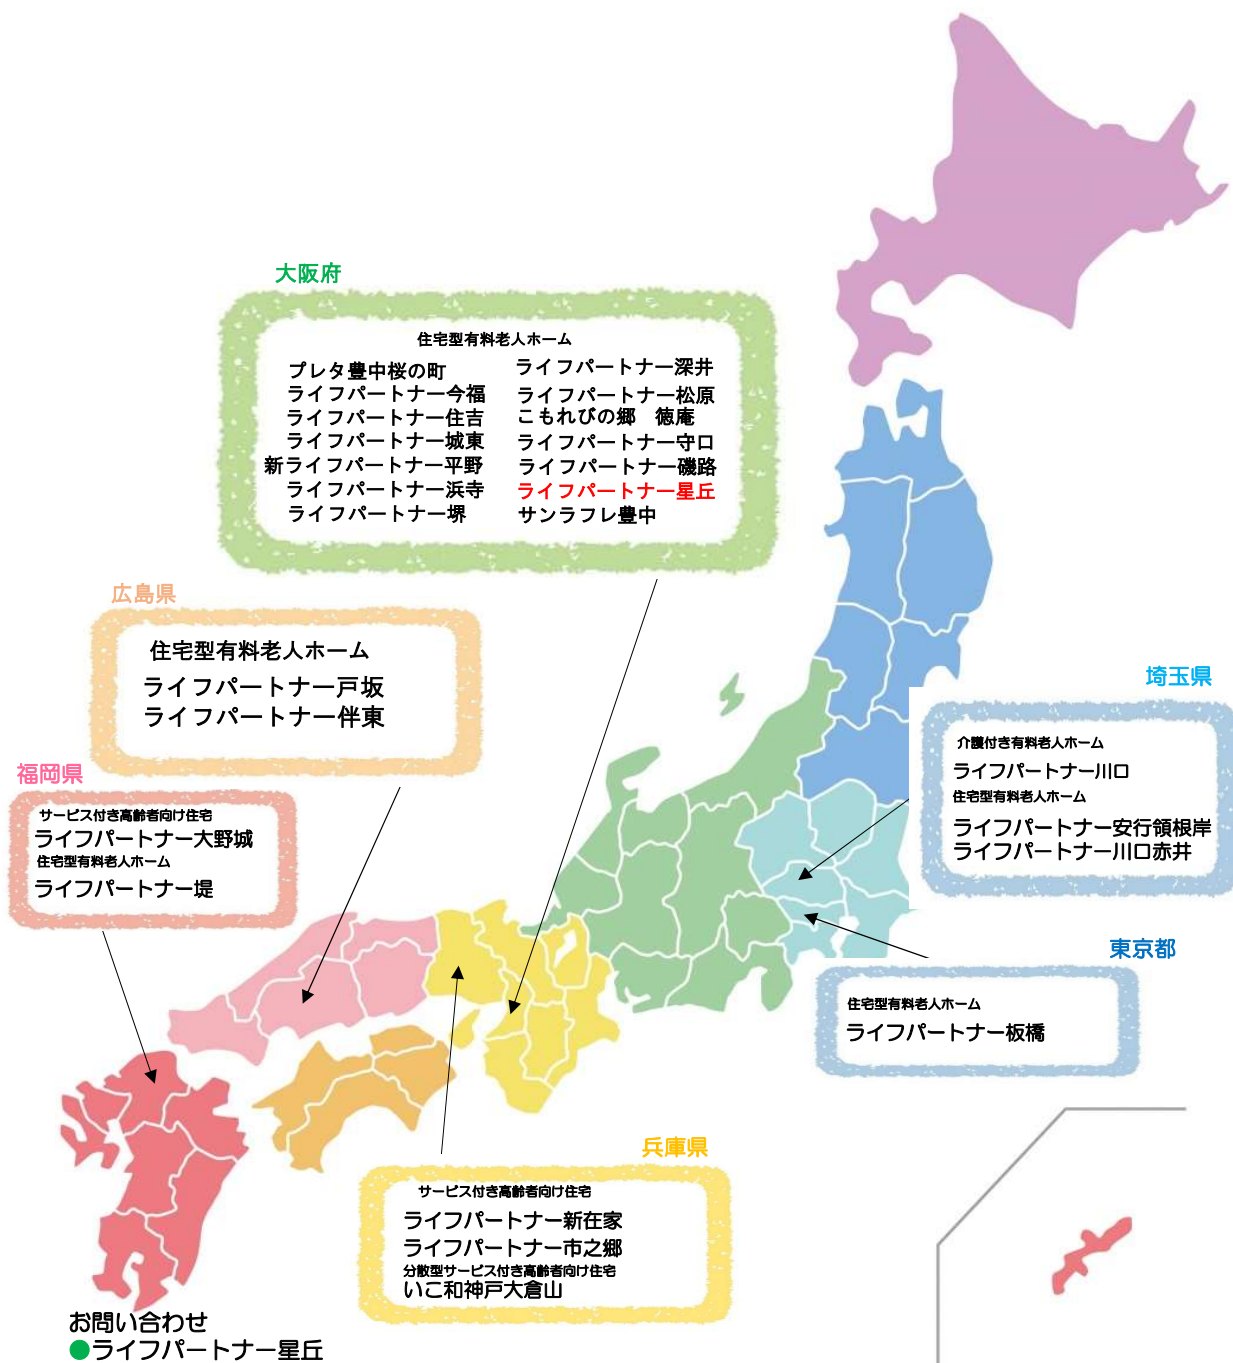 大阪府
住宅型有料老人ホーム
プレタ豊中桜の町
ライフパートナー今福
ライフパートナー住吉
ライフパートナー城東
新ライフパートナー平野
ライフパートナー浜寺
ライフパートナー堺
ライフパートナー深井
ライフパートナー松原
こもれびの郷　徳庵
ライフパートナー守口
ライフパートナー磯路
ライフパートナー星丘
サンラフレ豊中
広島県
住宅型有料老人ホーム
ライフパートナー戸坂
ライフパートナー伴東
埼玉県
介護付き有料老人ホーム
ライフパートナー川口
住宅型有料老人ホーム
ライフパートナー安行領根岸
ライフパートナー川口赤井
福岡県
サービス付き高齢者向け住宅
ライフパートナー大野城
住宅型有料老人ホーム
ライフパートナー堤
東京都
住宅型有料老人ホーム
ライフパートナー板橋
兵庫県
サービス付き高齢者向け住宅
ライフパートナー新在家
ライフパートナー市之郷
分散型サービス付き高齢者向け住宅
いこ和神戸大倉山
お問い合わせ
●ライフパートナー星丘